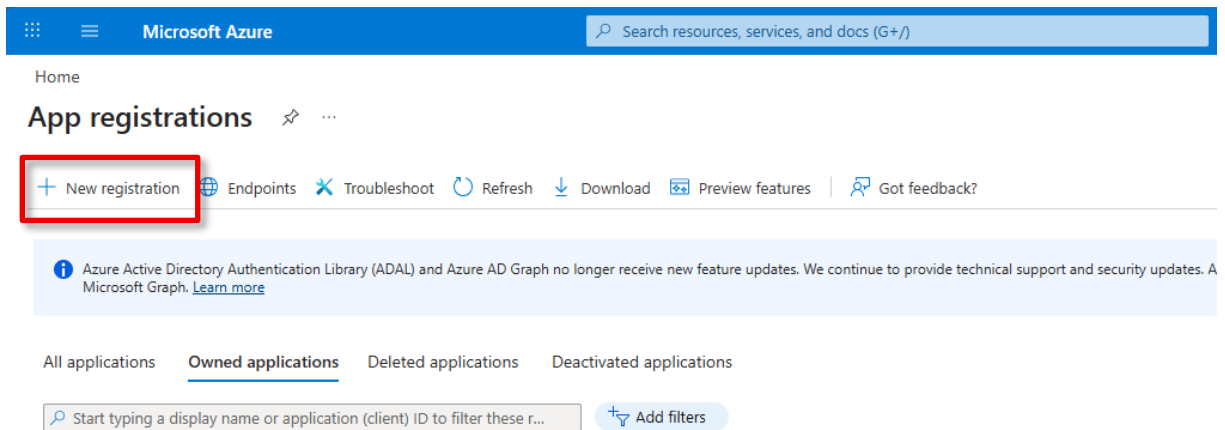 Microsoft Azure
Search resources, services, and docs (G+/)
Home
App registrations
New registration Endpoints Troubleshoot Refresh Download Preview features Got feedback?
Azure Active Directory Authentication Library (ADAL) and Azure AD Graph no longer receive new feature updates. We continue to provide technical support and security updates. A
Microsoft Graph. Learn more
All applications Owned applications Deleted applications Deactivated applications
Start typing a display name or application (client) ID to filter these r...
Add filters